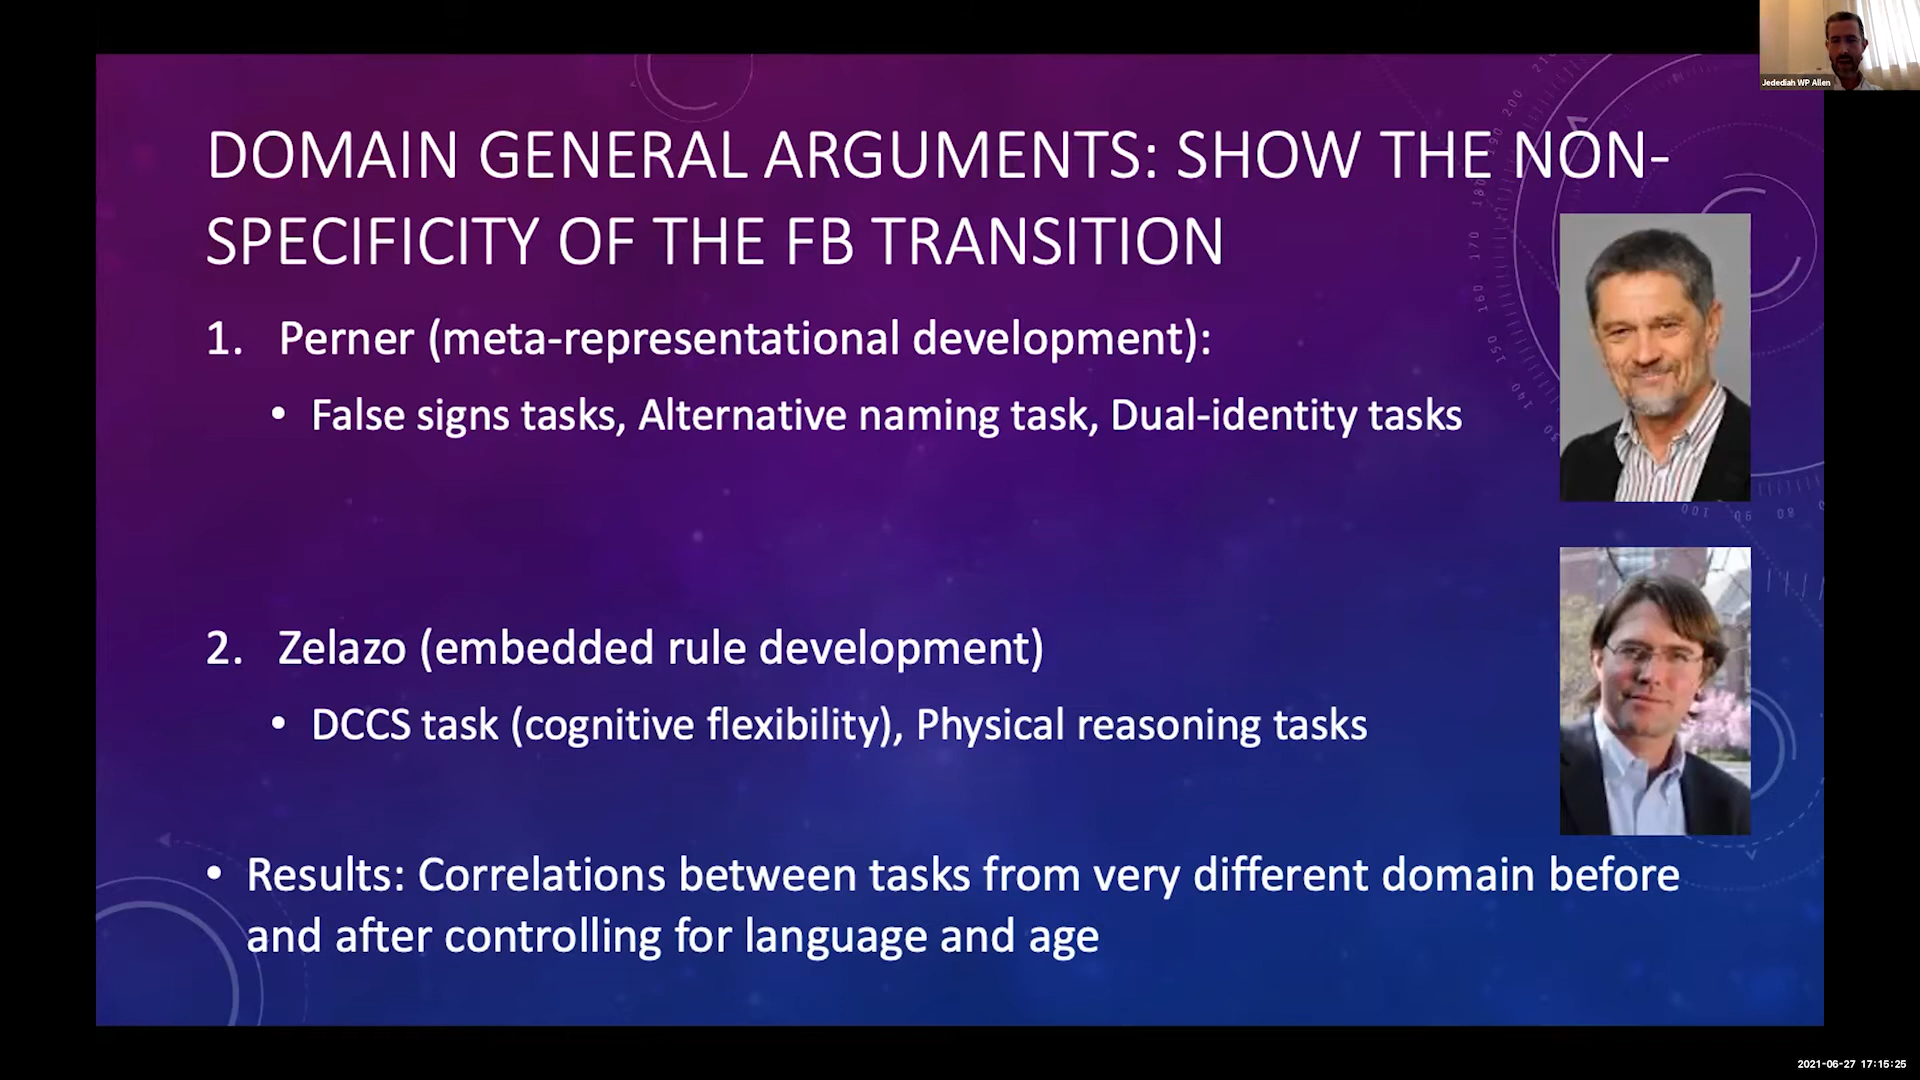 Jedediah WP Allen
DOMAIN GENERAL ARGUMENTS: SHOW THE NON-
SPECIFICITY OF THE FB TRANSITION
1. Perner (meta-representational development):
• False signs tasks, Alternative naming task, Dual-identity tasks
2. Zelazo (embedded rule development)
• DCCS task (cognitive flexibility), Physical reasoning tasks
• Results: Correlations between tasks from very different domain before
and after controlling for language and age
2021-06-27 17:15:25